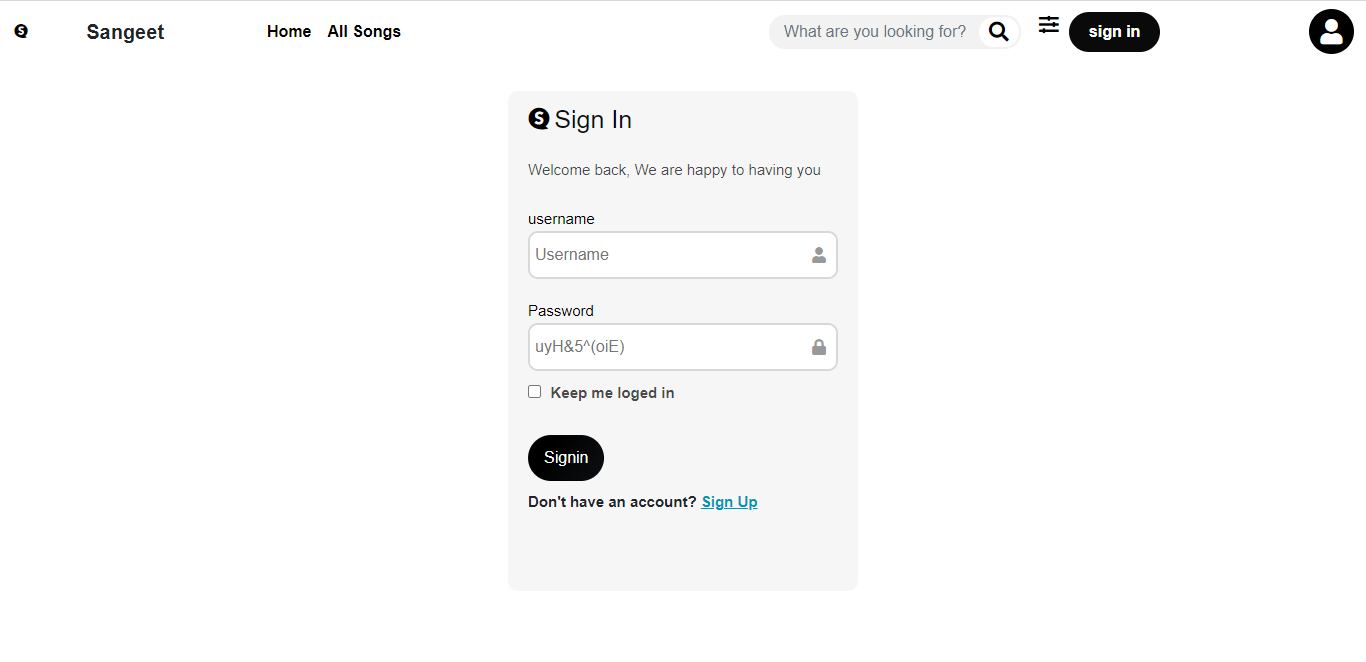 S Sangeet Home All Songs What are you looking for? sign in
S Sign In
Welcome back, We are happy to having you
username
Username
Password
uyH&5^(oiE)
Keep me loged in
Signin
Don't have an account? Sign Up